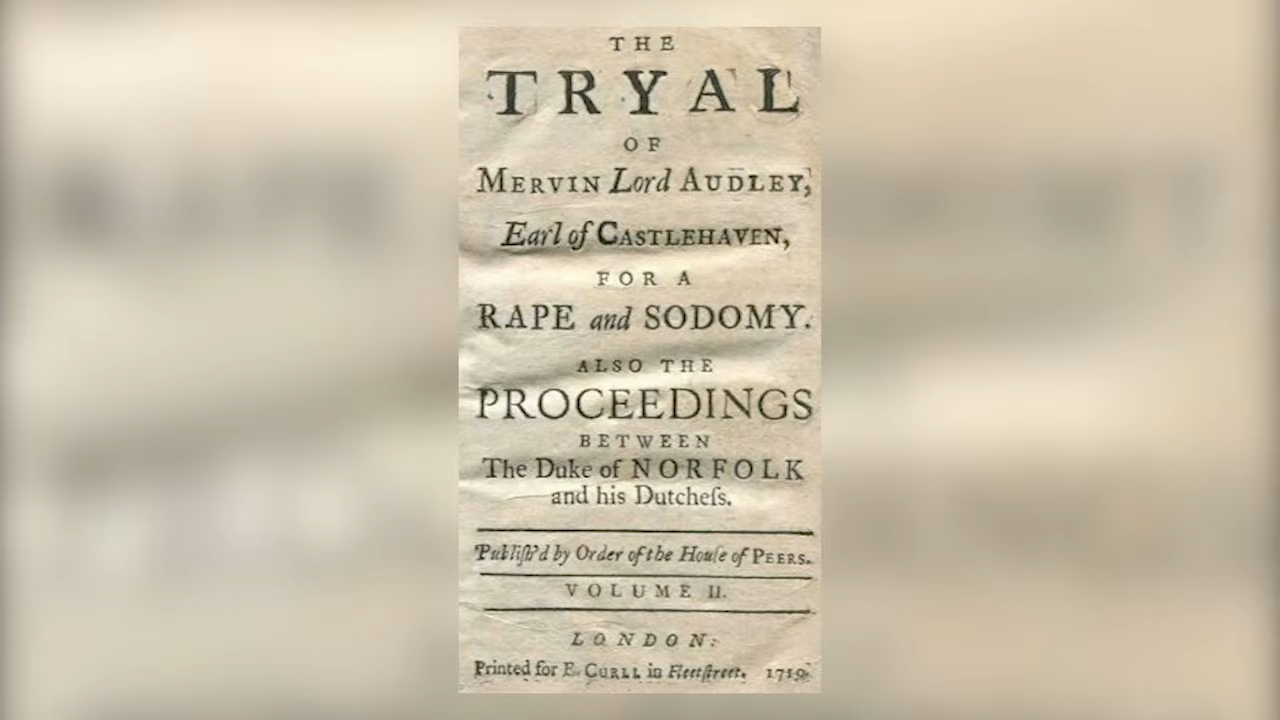 THE
TRYAL
OF
MERVIN Lord AUDLEY,
Earl of CASTLEHAVEN,
FOR A
RAPE and SODOMY.
ALSO THE
PROCEEDINGS
BETWEEN
The Duke of NORFOLK
and his Dutcheſs.
Publiſh'd by Order of the Houſe of PEERS.
VOLUME II.
LONDON:
Printed for E. CURLL in Fleetſtreet. 1719.